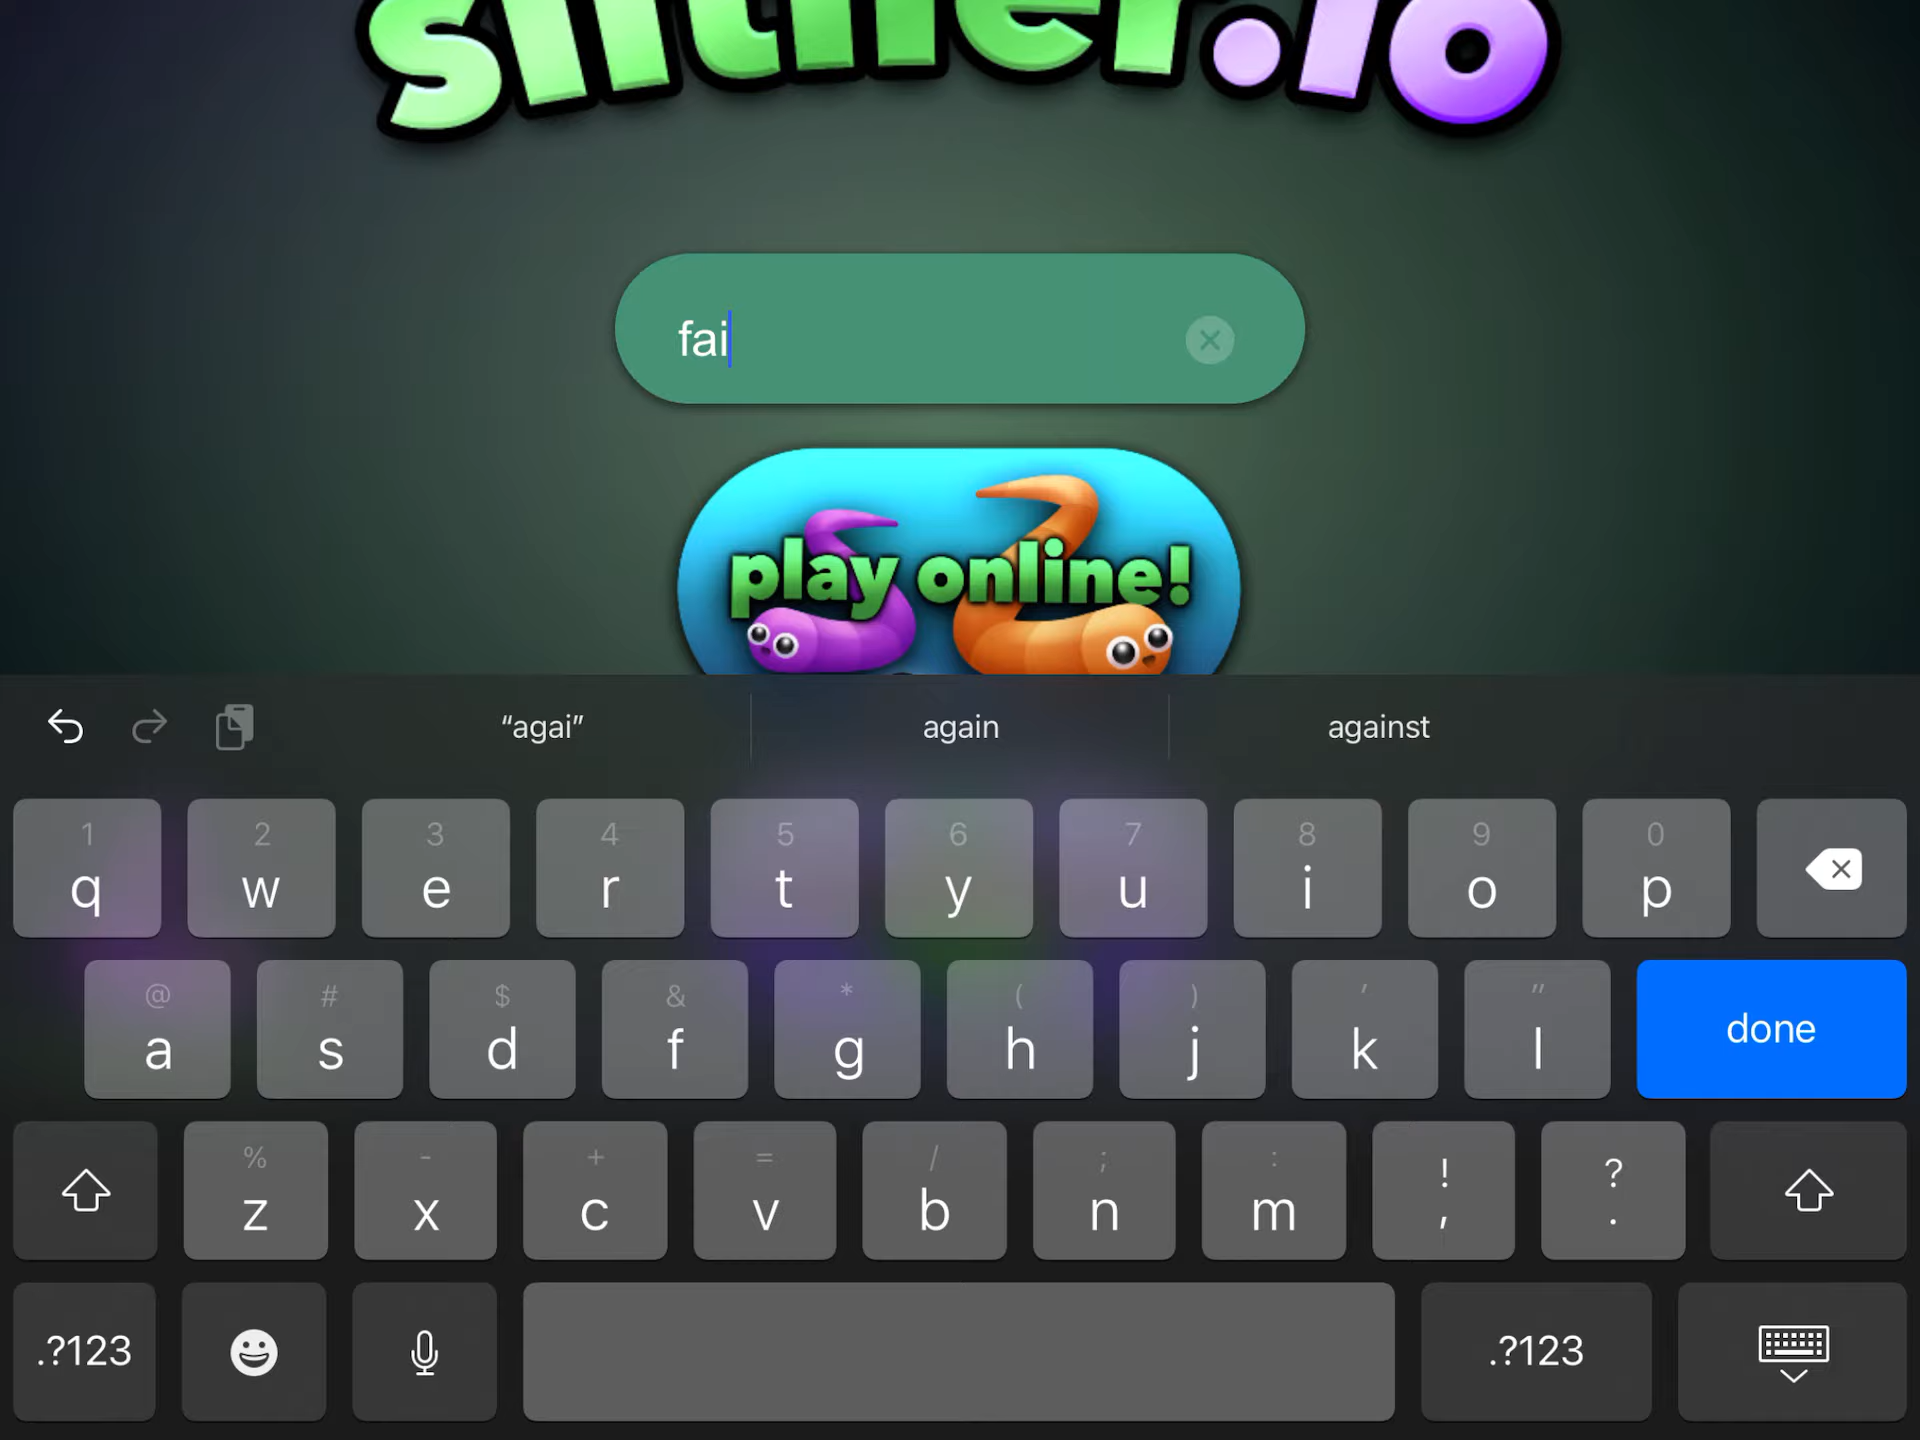 slither.io
fai
play online!
“agai” again against
1 2 3 4 5 6 7 8 9 0
q w e r t y u i o p
@ # $ & * ( ) ' "
a s d f g h j k l done
% - + = / ; : ! ?
z x c v b n m , .
.?123 .?123